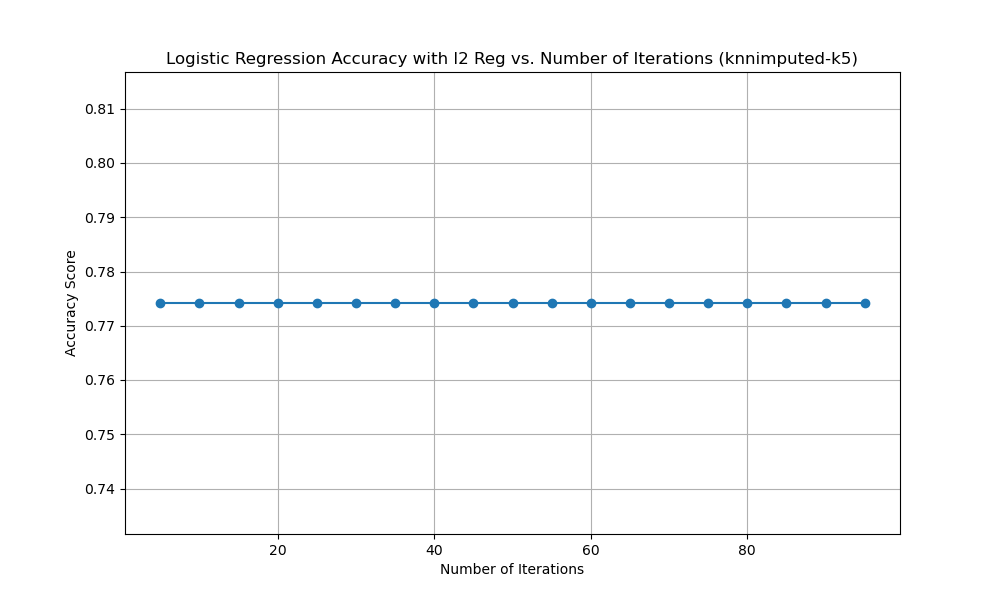 Logistic Regression Accuracy with l2 Reg vs. Number of Iterations (knnimputed-k5)
0.81
0.80
0.79
0.78
0.77
0.76
0.75
0.74
Accuracy Score
20 40 60 80
Number of Iterations